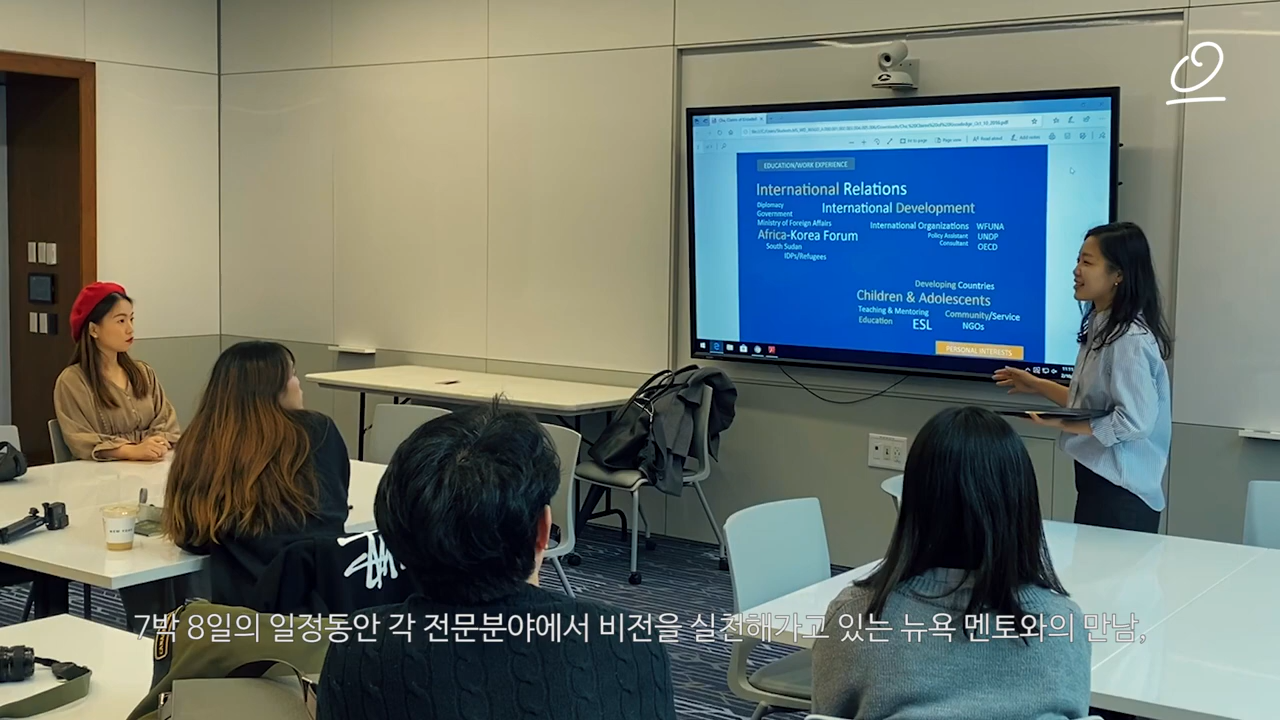 EDUCATION/WORK EXPERIENCE
International Relations
Diplomacy
Government
Ministry of Foreign Affairs
International Development
Africa-Korea Forum
South Sudan
IDPs/Refugees
International Organizations WFUNA
Policy Assistant UNDP
Consultant OECD
Developing Countries
Children & Adolescents
Teaching & Mentoring Community/Service
Education ESL NGOs
PERSONAL INTERESTS
7박 8일의 일정동안 각 전문분야에서 비전을 실천해가고 있는 뉴욕 멘토와의 만남,